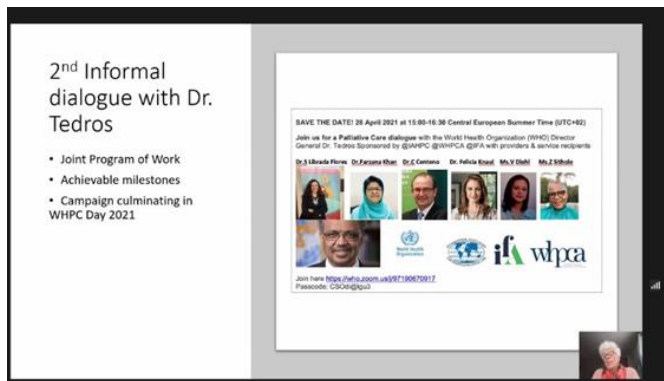 2nd Informal
dialogue with Dr.
Tedros
• Joint Program of Work
• Achievable milestones
• Campaign culminating in
WHPC Day 2021
SAVE THE DATE! 28 April 2021 at 15:00-16:30 Central European Summer Time (UTC+02)
Join us for a Palliative Care dialogue with the World Health Organization (WHO) Director
General Dr. Tedros Sponsored by @IAHPC @WHPCA @IFA with providers & service recipients
Dr.S Librada Flores Dr.Farzana Khan Dr.C Centeno Dr. Felicia Knaul Ms.V Diehl Ms.Z Sithole
World Health
Organization
ifa
whpca
Join here https://who.zoom.us/j/97190670917
Passcode: